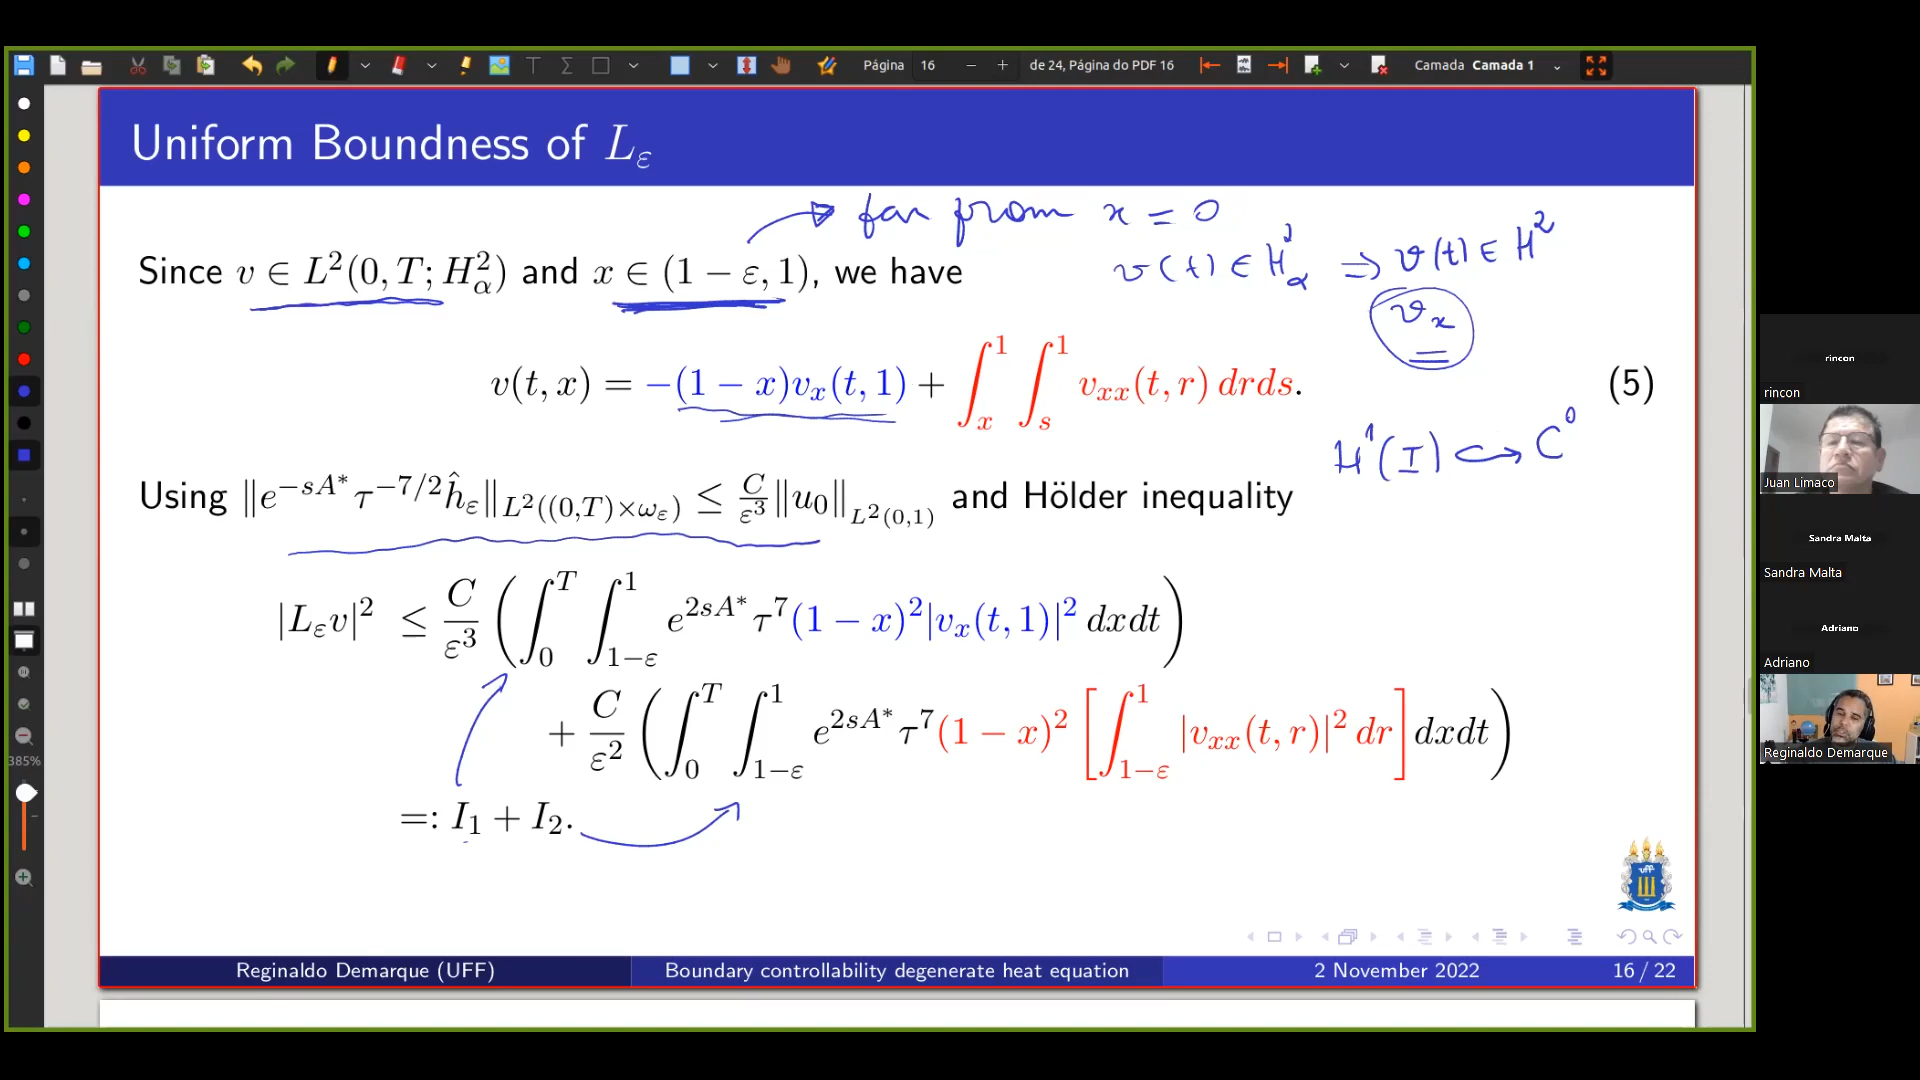 Página 16 − + de 24, Página do PDF 16 Camada Camada 1
Uniform Boundness of L_ε
far from x = 0
v(t) ∈ H²_α ⇒ v(t) ∈ H²
Since v ∈ L²(0, T; H²_α) and x ∈ (1 − ε, 1), we have
v_x
v(t, x) = −(1 − x)v_x(t, 1) + ∫_x^1 ∫_s^1 v_xx(t, r) drds. (5)
H¹(I) ↪ C⁰
Using ‖e^{−sA*} τ^{−7/2} ĥ_ε‖_{L²((0,T)×ω_ε)} ≤ C/ε³ ‖u_0‖_{L²(0,1)} and Hölder inequality
|L_ε v|² ≤ C/ε³ (∫_0^T ∫_{1−ε}^1 e^{2sA*} τ⁷(1 − x)²|v_x(t, 1)|² dxdt)
+ C/ε² (∫_0^T ∫_{1−ε}^1 e^{2sA*} τ⁷(1 − x)² [∫_{1−ε}^1 |v_xx(t, r)|² dr] dxdt)
=: I_1 + I_2.
uff
Reginaldo Demarque (UFF) Boundary controllability degenerate heat equation 2 November 2022 16 / 22
385%
rincon
rincon
Juan Limaco
Sandra Malta
Sandra Malta
Adriano
Adriano
Reginaldo Demarque